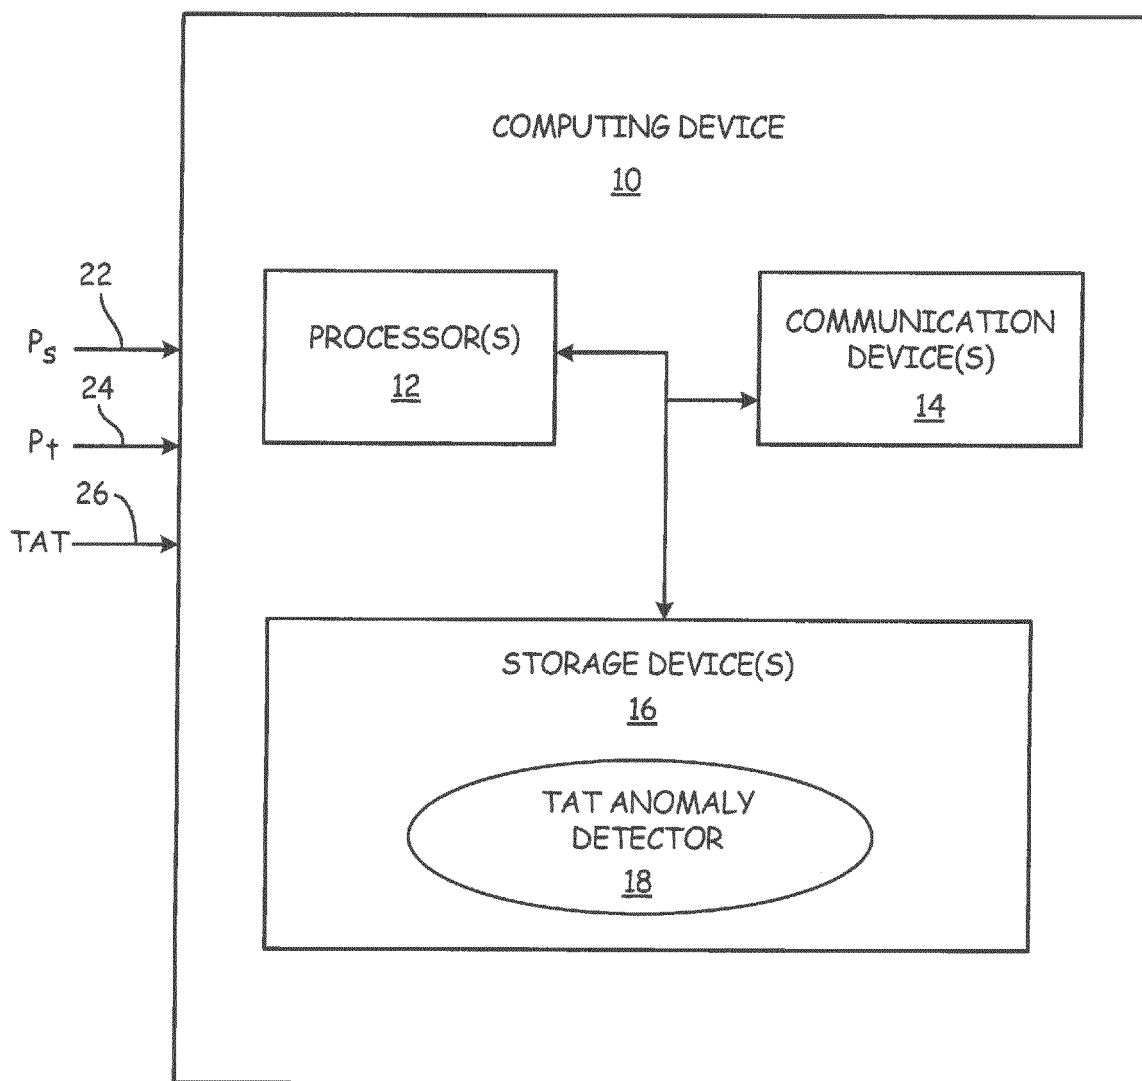 COMPUTING DEVICE
10
22
Ps
24
Pt
26
TAT
PROCESSOR(S)
12
COMMUNICATION
DEVICE(S)
14
STORAGE DEVICE(S)
16
TAT ANOMALY
DETECTOR
18